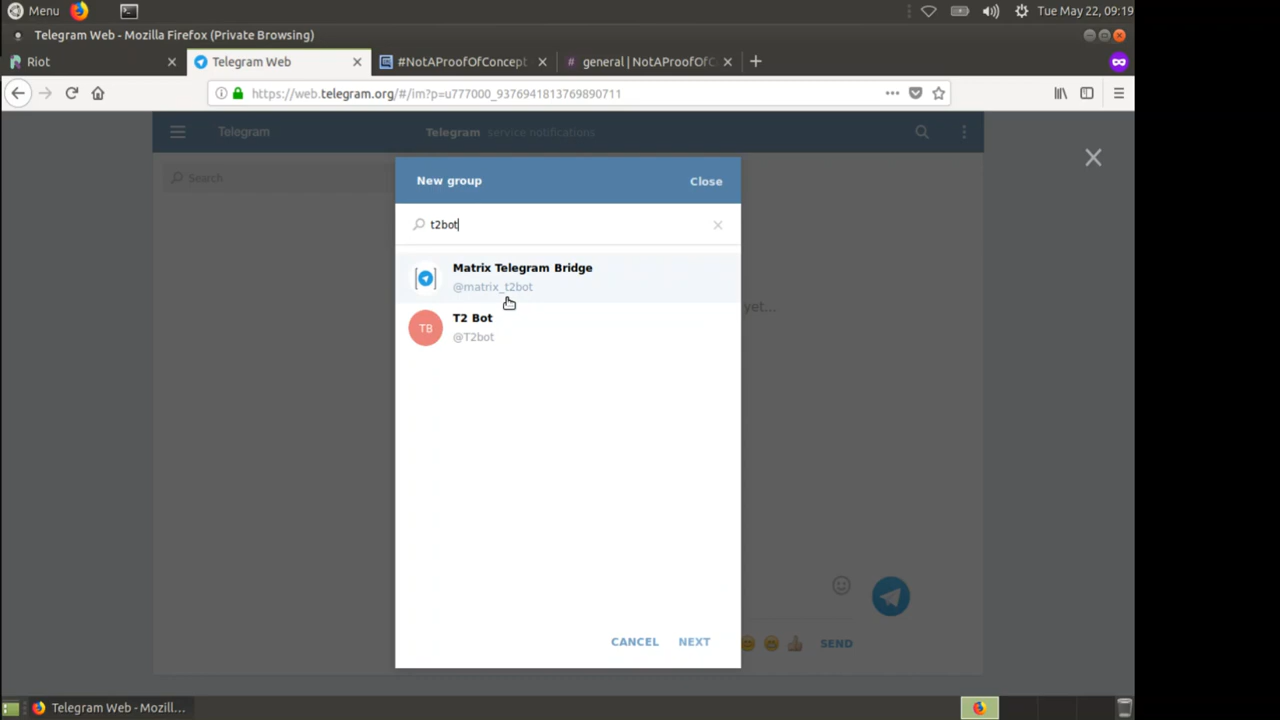 Menu
Tue May 22, 09:19
Telegram Web - Mozilla Firefox (Private Browsing)
Riot
Telegram Web
#NotAProofOfConcept
general | NotAProofOfC
https://web.telegram.org/#/im?p=u777000_9376941813769890711
Telegram
Telegram service notifications
Search
New group
Close
t2bot
Matrix Telegram Bridge
@matrix_t2bot
yet...
TB
T2 Bot
@T2bot
CANCEL
NEXT
SEND
Telegram Web - Mozill...